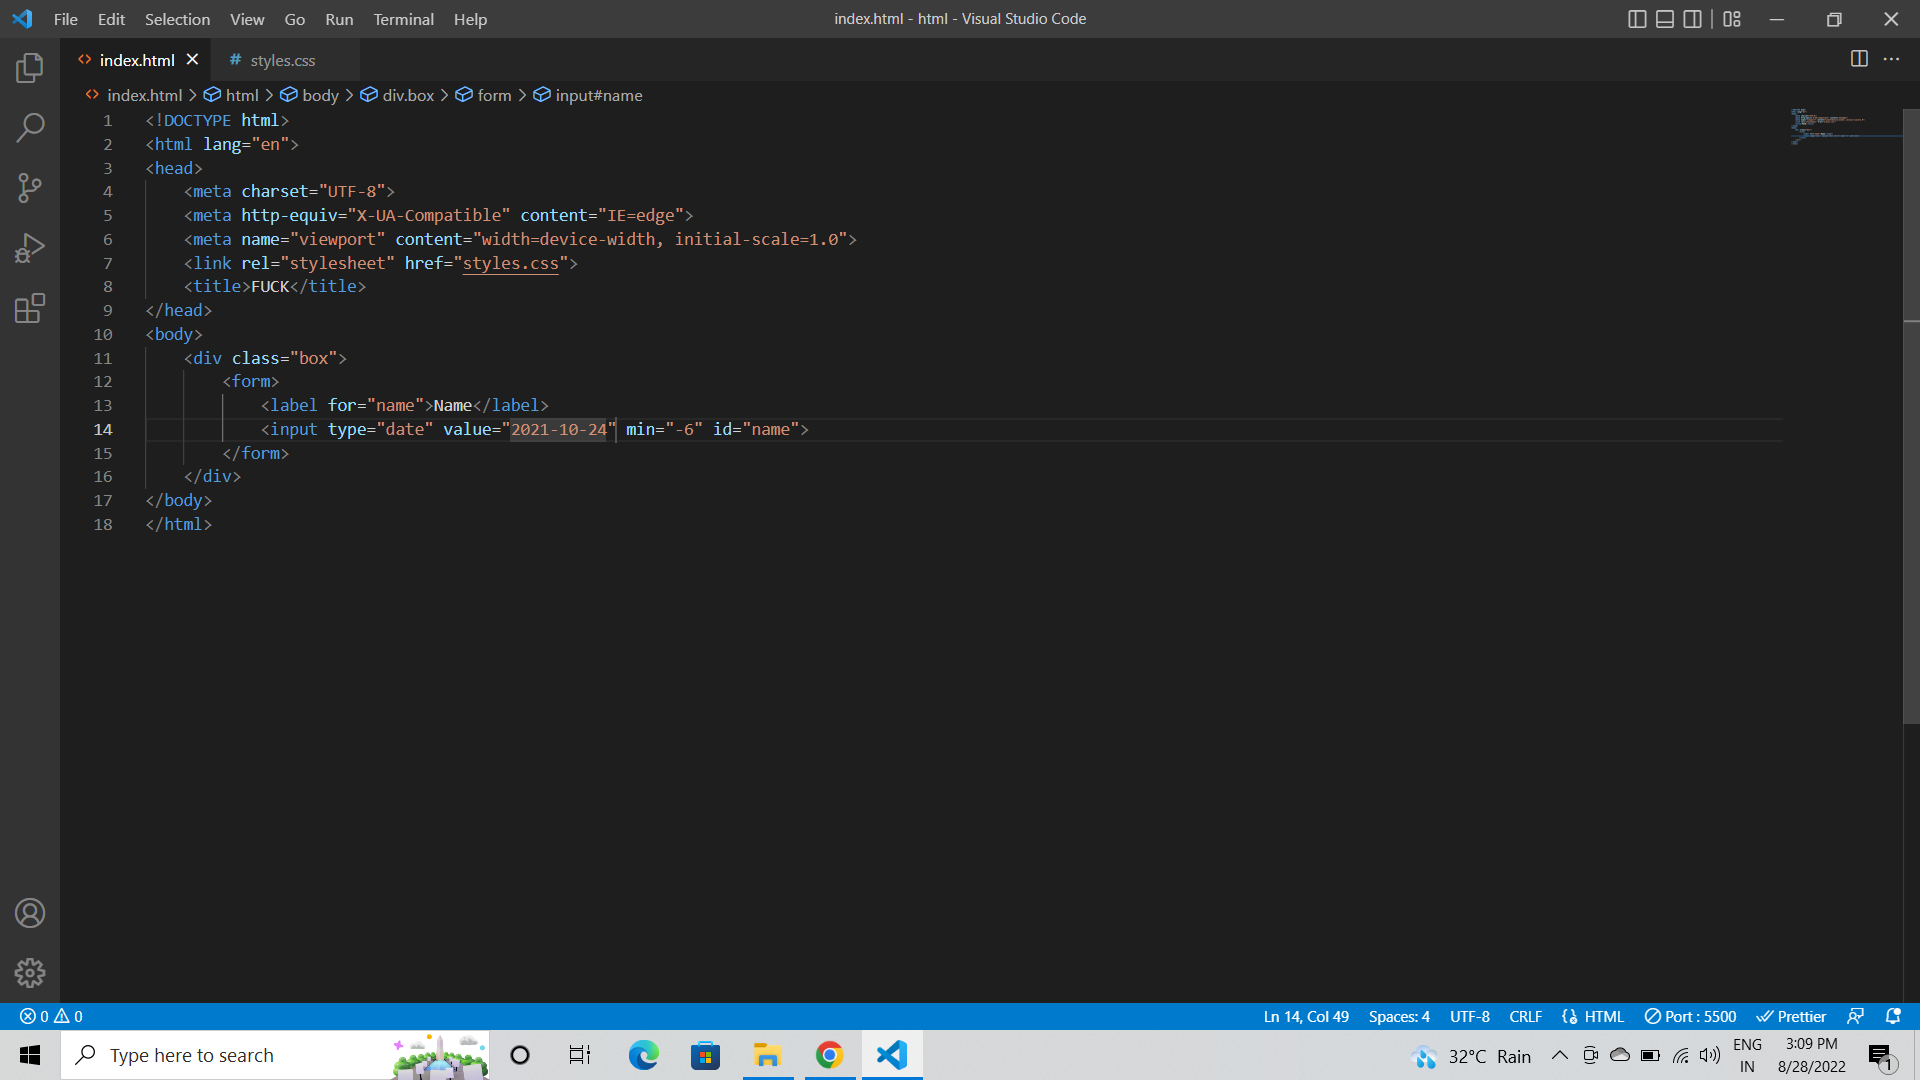 File Edit Selection View Go Run Terminal Help index.html - html - Visual Studio Code
index.html # styles.css
index.html > html > body > div.box > form > input#name
1 <!DOCTYPE html>
2 <html lang="en">
3 <head>
4 <meta charset="UTF-8">
5 <meta http-equiv="X-UA-Compatible" content="IE=edge">
6 <meta name="viewport" content="width=device-width, initial-scale=1.0">
7 <link rel="stylesheet" href="styles.css">
8 <title>FUCK</title>
9 </head>
10 <body>
11 <div class="box">
12 <form>
13 <label for="name">Name</label>
14 <input type="date" value="2021-10-24" min="-6" id="name">
15 </form>
16 </div>
17 </body>
18 </html>
0 0 Ln 14, Col 49 Spaces: 4 UTF-8 CRLF HTML Port : 5500 Prettier
Type here to search 32°C Rain ENG IN 3:09 PM 8/28/2022 1